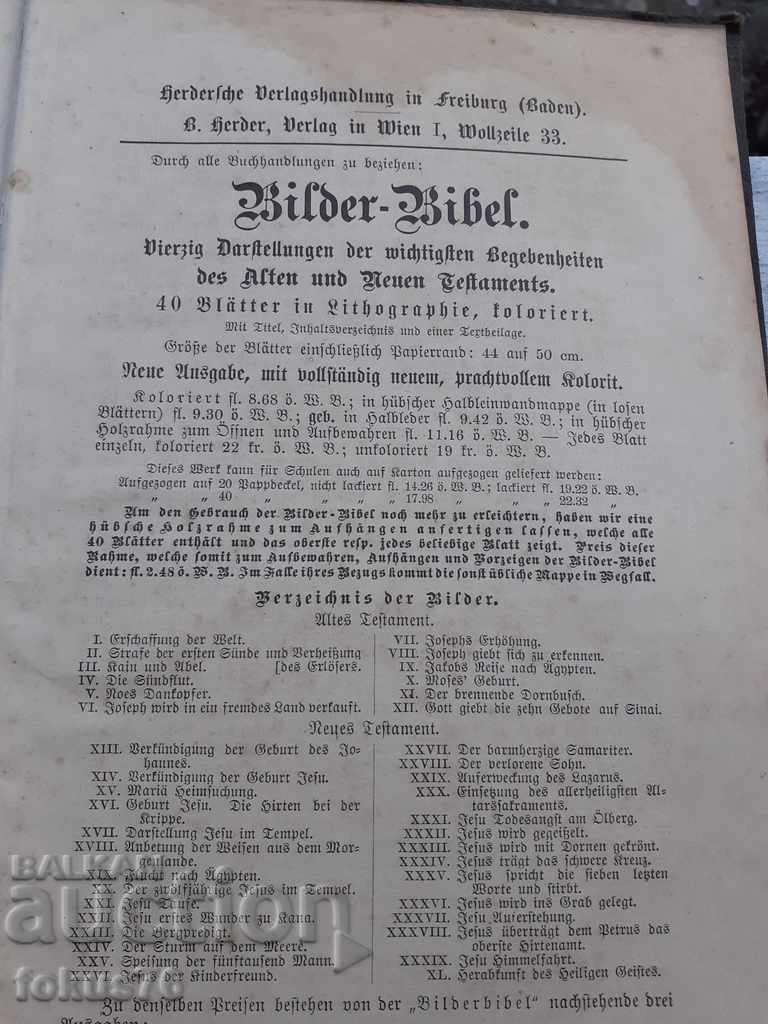 Herdersche Verlagshandlung in Freiburg (Baden).
B. Herder, Verlag in Wien I, Wollzeile 33.
Durch alle Buchhandlungen zu beziehen:
Bilder-Bibel.
Vierzig Darstellungen der wichtigsten Begebenheiten
des Alten und Neuen Testaments.
40 Blätter in Lithographie, koloriert.
Mit Titel, Inhaltsverzeichnis und einer Textbeilage.
Größe der Blätter einschließlich Papierrand: 44 auf 50 cm.
Neue Ausgabe, mit vollständig neuem, prachtvollem Kolorit.
Koloriert fl. 8.68 ö. W. B.; in hübscher Halbleinwandmappe (in losen
Blättern) fl. 9.30 ö. W. B.; geb. in Halbleder fl. 9.42 ö. W. B.; in hübscher
Holzrahme zum Öffnen und Aufbewahren fl. 11.16 ö. W. B. — Jedes Blatt
einzeln, koloriert 22 kr. ö. W. B.; unkoloriert 19 kr. ö. W. B.
Dieses Werk kann für Schulen auch auf Karton aufgezogen geliefert werden:
Aufgezogen auf 20 Pappdeckel, nicht lackiert fl. 14.26 ö. W. B.; lackiert fl. 19.22 ö. W. B.
„ „ 40 „ „ „ „ 17.98 „ „ „ 22.32 „ „
Um den Gebrauch der Bilder-Bibel noch mehr zu erleichtern, haben wir eine
hübsche Holzrahme zum Aufhängen anfertigen lassen, welche alle
40 Blätter enthält und das oberste resp. jedes beliebige Blatt zeigt. Preis dieser
Rahme, welche somit zum Aufbewahren, Aufhängen und Vorzeigen der Bilder-Bibel
dient: fl. 2.48 ö. W. B. Im Falle ihres Bezugs kommt die sonst übliche Mappe in Wegfall.
Verzeichnis der Bilder.
Altes Testament.
I. Erschaffung der Welt.
II. Strafe der ersten Sünde und Verheißung
III. Kain und Abel. [des Erlösers.
IV. Die Sündflut.
V. Noes Dankopfer.
VI. Joseph wird in ein fremdes Land verkauft.
VII. Josephs Erhöhung.
VIII. Joseph giebt sich zu erkennen.
IX. Jakobs Reise nach Ägypten.
X. Moses' Geburt.
XI. Der brennende Dornbusch.
XII. Gott giebt die zehn Gebote auf Sinai.
Neues Testament.
XIII. Verkündigung der Geburt des Jo-
hannes.
XIV. Verkündigung der Geburt Jesu.
XV. Mariä Heimsuchung.
XVI. Geburt Jesu. Die Hirten bei der
Krippe.
XVII. Darstellung Jesu im Tempel.
XVIII. Anbetung der Weisen aus dem Mor-
genlande.
XIX. Flucht nach Ägypten.
XX. Der zwölfjährige Jesus im Tempel.
XXI. Jesu Taufe.
XXII. Jesu erstes Wunder zu Kana.
XXIII. Die Bergpredigt.
XXIV. Der Sturm auf dem Meere.
XXV. Speisung der fünftausend Mann.
XXVI. Jesus der Kinderfreund.
XXVII. Der barmherzige Samariter.
XXVIII. Der verlorene Sohn.
XXIX. Auferweckung des Lazarus.
XXX. Einsetzung des allerheiligsten Al-
tarssakraments.
XXXI. Jesu Todesangst am Ölberg.
XXXII. Jesus wird gegeißelt.
XXXIII. Jesus wird mit Dornen gekrönt.
XXXIV. Jesus trägt das schwere Kreuz.
XXXV. Jesus spricht die sieben letzten
Worte und stirbt.
XXXVI. Jesus wird ins Grab gelegt.
XXXVII. Jesu Auferstehung.
XXXVIII. Jesus überträgt dem Petrus das
oberste Hirtenamt.
XXXIX. Jesu Himmelfahrt.
XL. Herabkunft des Heiligen Geistes.
Zu denselben Preisen bestehen von der „Bilderbibel" nachstehende drei
Ausgaben:
BALKAN
auction
fokus76